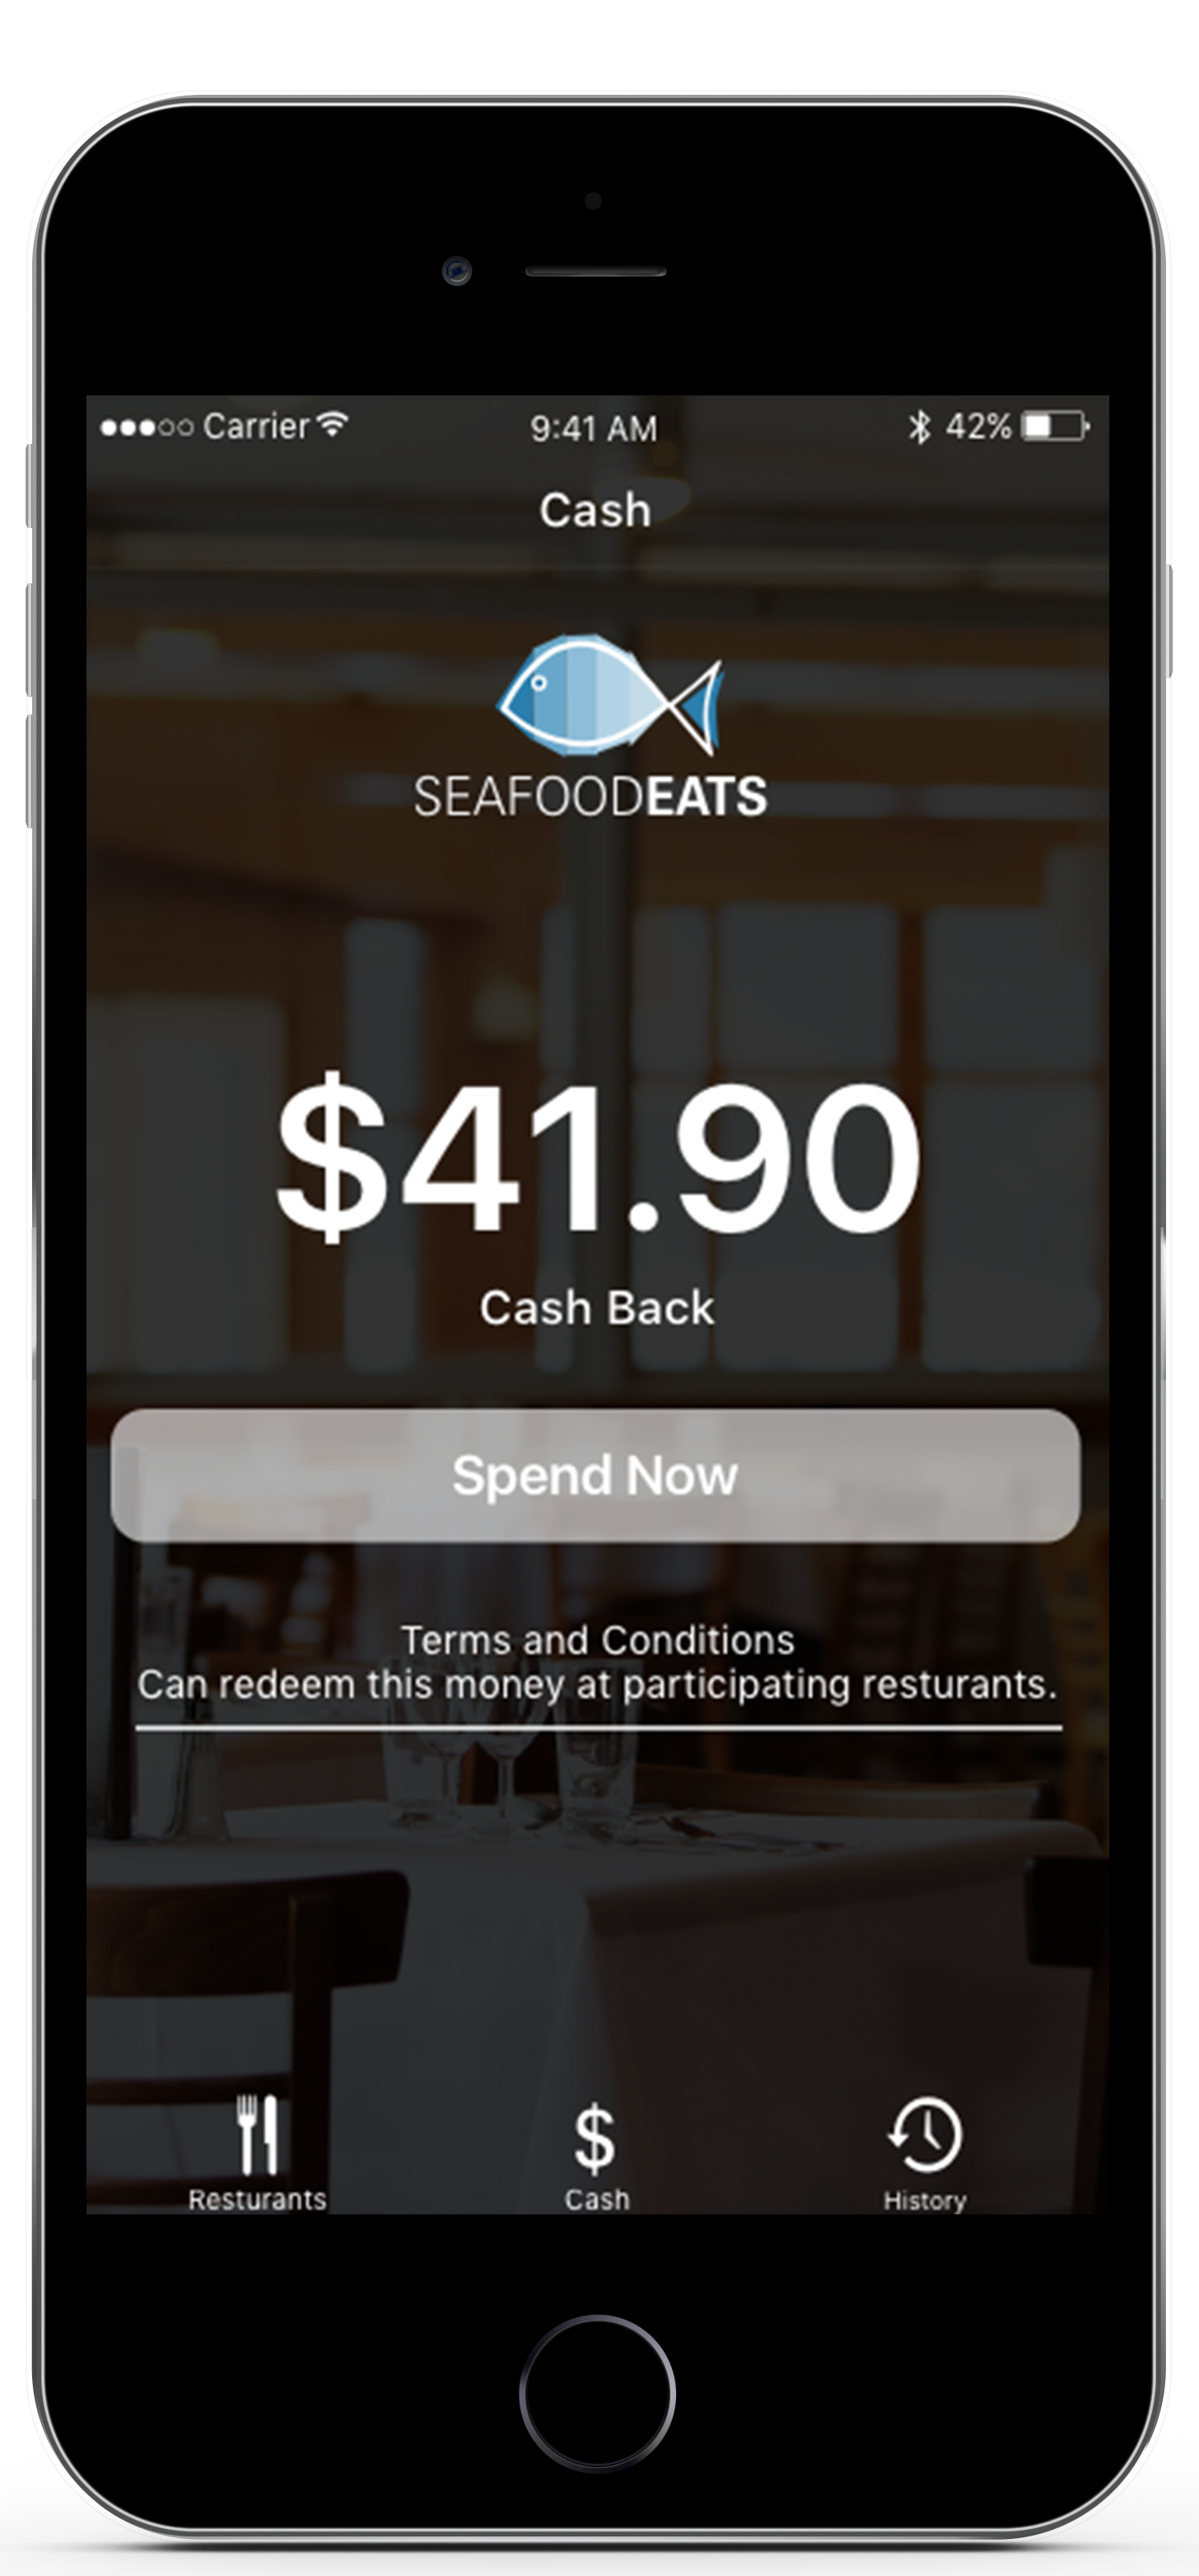 Carrier 9:41 AM 42%
Cash
SEAFOODEATS
$41.90
Cash Back
Spend Now
Terms and Conditions
Can redeem this money at participating resturants.
$
Resturants Cash History